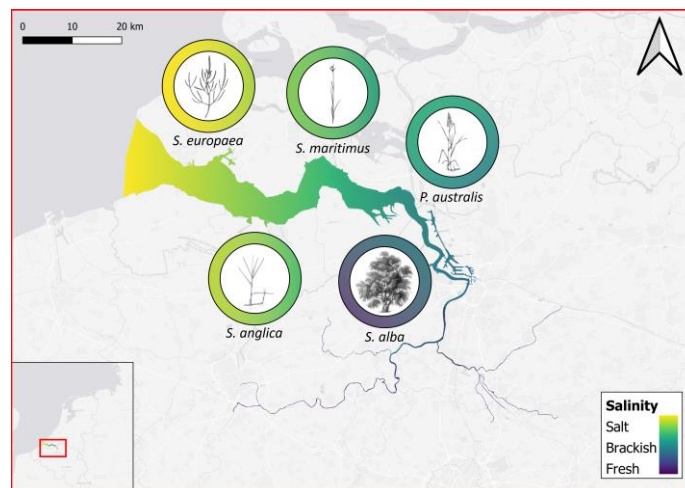 0 10 20 km
S. europaea
S. maritimus
P. australis
S. anglica
S. alba
Salinity
Salt
Brackish
Fresh